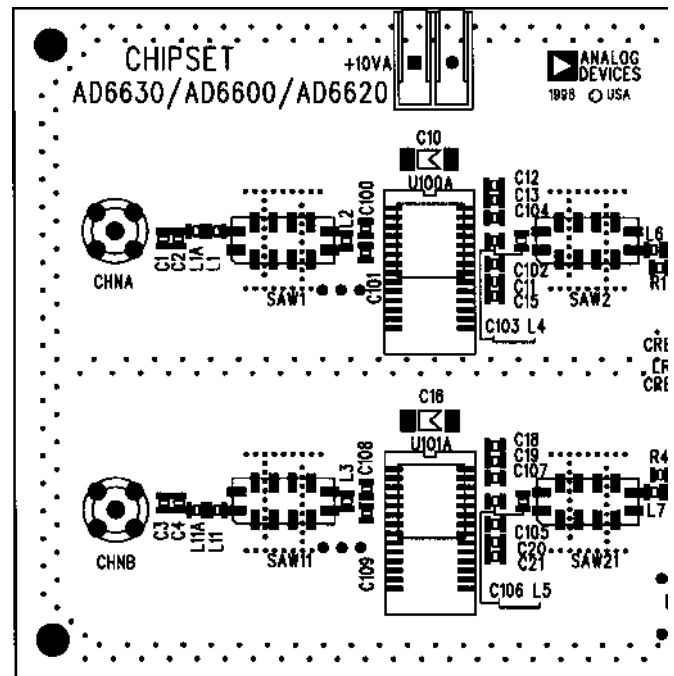 CHIPSET
AD6630/AD6600/AD6620
+10VA
ANALOG
DEVICES
1998 USA
C10
U100A
C12
C13
C104
C100
L2
L6
CHNA
C1
C2
L1A
L1
SAW1
C101
C102
C11
C15
SAW2
R1
C103 L4
CRE
CRE
C16
U101A
C18
C19
C107
C108
L3
R4
CHNB
C3
C4
L11A
L11
SAW11
C109
C105
C20
C21
SAW21
L7
C106 L5